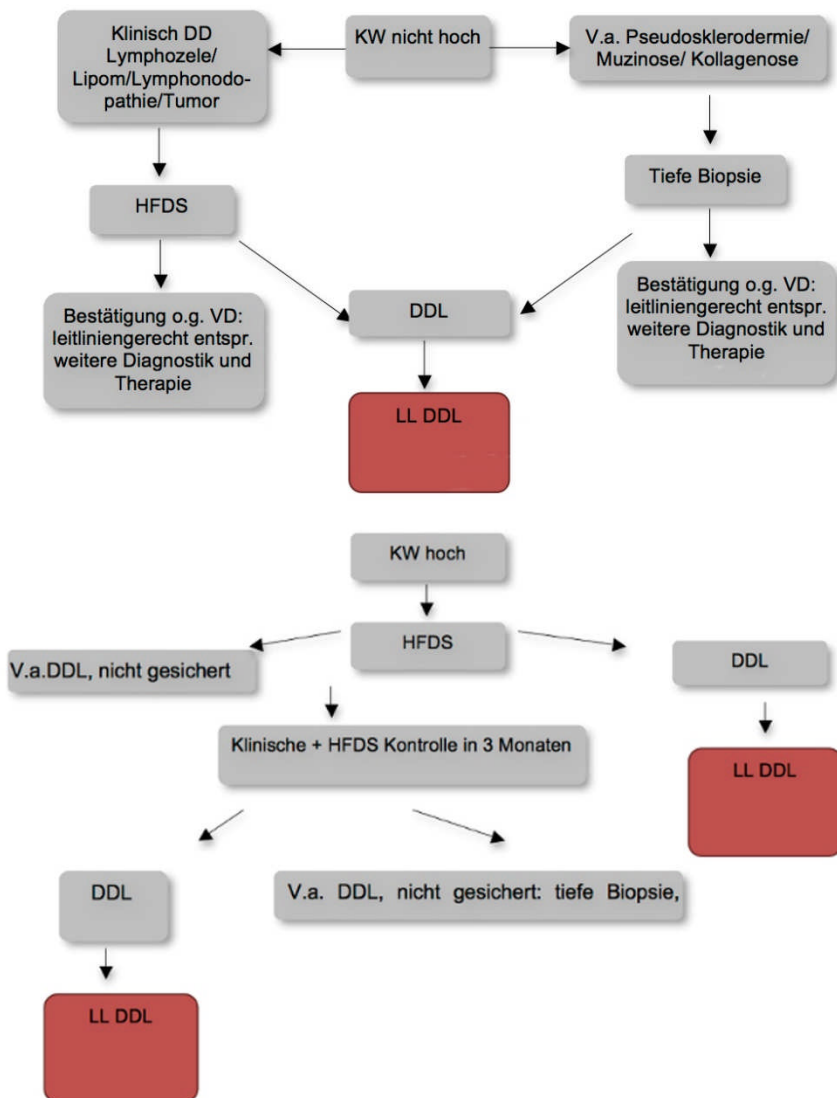 Klinisch DD
Lymphozele/
Lipom/Lymphonodo-
pathie/Tumor
KW nicht hoch
V.a. Pseudosklerodermie/
Muzinose/ Kollagenose
HFDS
Tiefe Biopsie
Bestätigung o.g. VD:
leitliniengerecht entspr.
weitere Diagnostik und
Therapie
DDL
Bestätigung o.g. VD:
leitliniengerecht entspr.
weitere Diagnostik und
Therapie
LL DDL
KW hoch
HFDS
V.a.DDL, nicht gesichert
DDL
Klinische + HFDS Kontrolle in 3 Monaten
LL DDL
DDL
V.a. DDL, nicht gesichert: tiefe Biopsie,
LL DDL